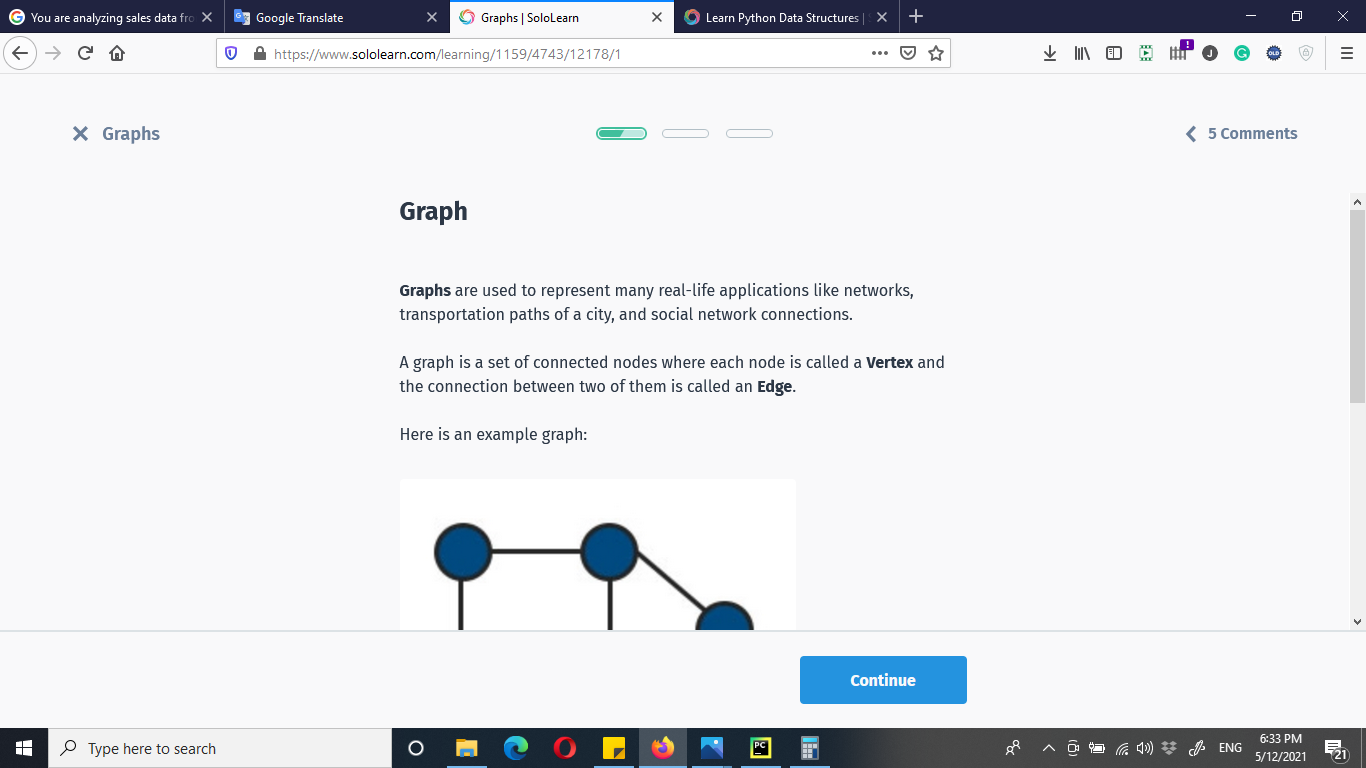 You are analyzing sales data fro
Google Translate
Graphs | SoloLearn
Learn Python Data Structures |
https://www.sololearn.com/learning/1159/4743/12178/1
Graphs
5 Comments
Graph
Graphs are used to represent many real-life applications like networks,
transportation paths of a city, and social network connections.
A graph is a set of connected nodes where each node is called a Vertex and
the connection between two of them is called an Edge.
Here is an example graph:
Continue
Type here to search
PC
ENG
6:33 PM
5/12/2021
21